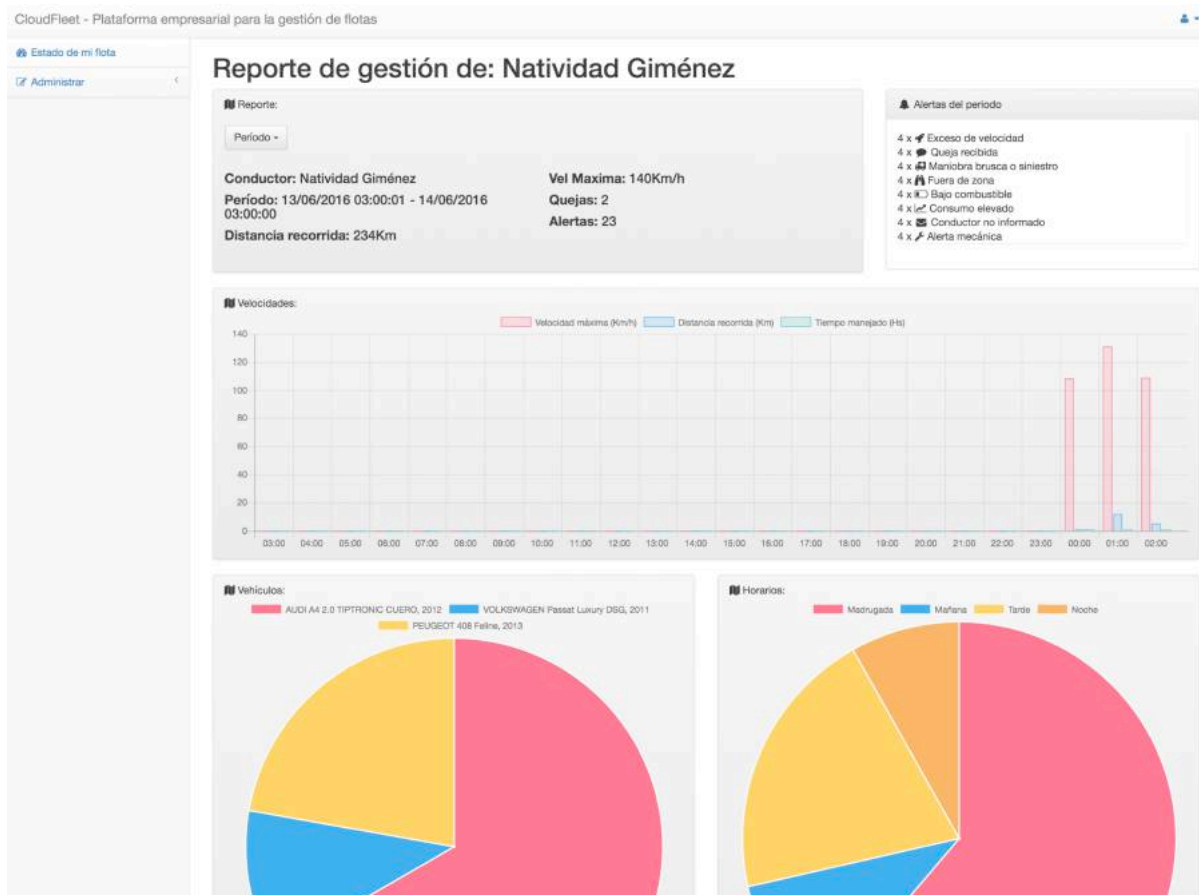 CloudFleet - Plataforma empresarial para la gestión de flotas
Estado de mi flota
Administrar
Reporte de gestión de: Natividad Giménez
Reporte:
Período
Conductor: Natividad Giménez
Período: 13/06/2016 03:00:01 - 14/06/2016
03:00:00
Distancia recorrida: 234Km
Vel Maxima: 140Km/h
Quejas: 2
Alertas: 23
Alertas del periodo
4 x Exceso de velocidad
4 x Queja recibida
4 x Maniobra brusca o siniestro
4 x Fuera de zona
4 x Bajo combustible
4 x Consumo elevado
4 x Conductor no informado
4 x Alerta mecánica
Velocidades:
Velocidad máxima (Km/h) Distancia recorrida (Km) Tiempo manejado (Hs)
140
120
100
80
60
40
20
0
03:00 04:00 05:00 06:00 07:00 08:00 09:00 10:00 11:00 12:00 13:00 14:00 15:00 16:00 17:00 18:00 19:00 20:00 21:00 22:00 23:00 00:00 01:00 02:00
Vehículos:
AUDI A4 2.0 TIPTRONIC CUERO, 2012 VOLKSWAGEN Passat Luxury DSG, 2011
PEUGEOT 408 Feline, 2013
Horarios:
Madrugada Mañana Tarde Noche